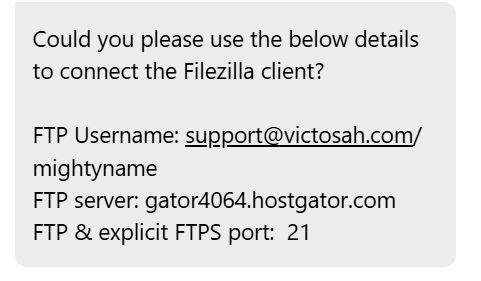 Could you please use the below details
to connect the Filezilla client?
FTP Username: support@victosah.com/
mightyname
FTP server: gator4064.hostgator.com
FTP & explicit FTPS port:  21